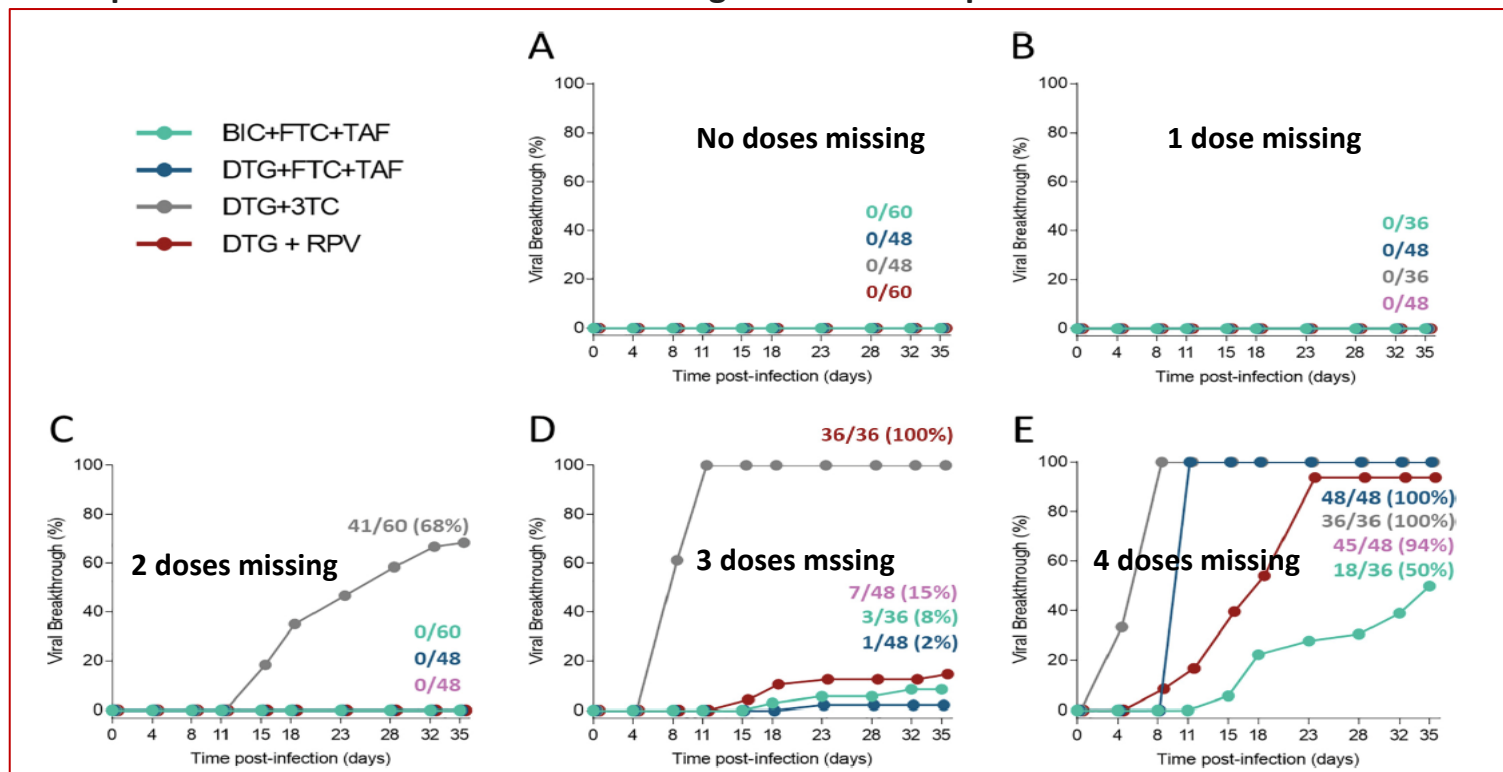 BIC+FTC+TAF
DTG+FTC+TAF
DTG+3TC
DTG + RPV
A
Viral Breakthrough (%)
100
80
60
40
20
0
No doses missing
0/60
0/48
0/48
0/60
0 4 8 11 15 18 23 28 32 35
Time post-infection (days)
B
Viral Breakthrough (%)
100
80
60
40
20
0
1 dose missing
0/36
0/48
0/36
0/48
0 4 8 11 15 18 23 28 32 35
Time post-infection (days)
C
Viral Breakthrough (%)
100
80
60
40
20
0
41/60 (68%)
2 doses missing
0/60
0/48
0/48
0 4 8 11 15 18 23 28 32 35
Time post-infection (days)
D
Viral Breakthrough (%)
100
80
60
40
20
0
36/36 (100%)
3 doses mssing
7/48 (15%)
3/36 (8%)
1/48 (2%)
0 4 8 11 15 18 23 28 32 35
Time post-infection (days)
E
Viral Breakthrough (%)
100
80
60
40
20
0
48/48 (100%)
36/36 (100%)
45/48 (94%)
4 doses missing
18/36 (50%)
0 4 8 11 15 18 23 28 32 35
Time post-infection (days)